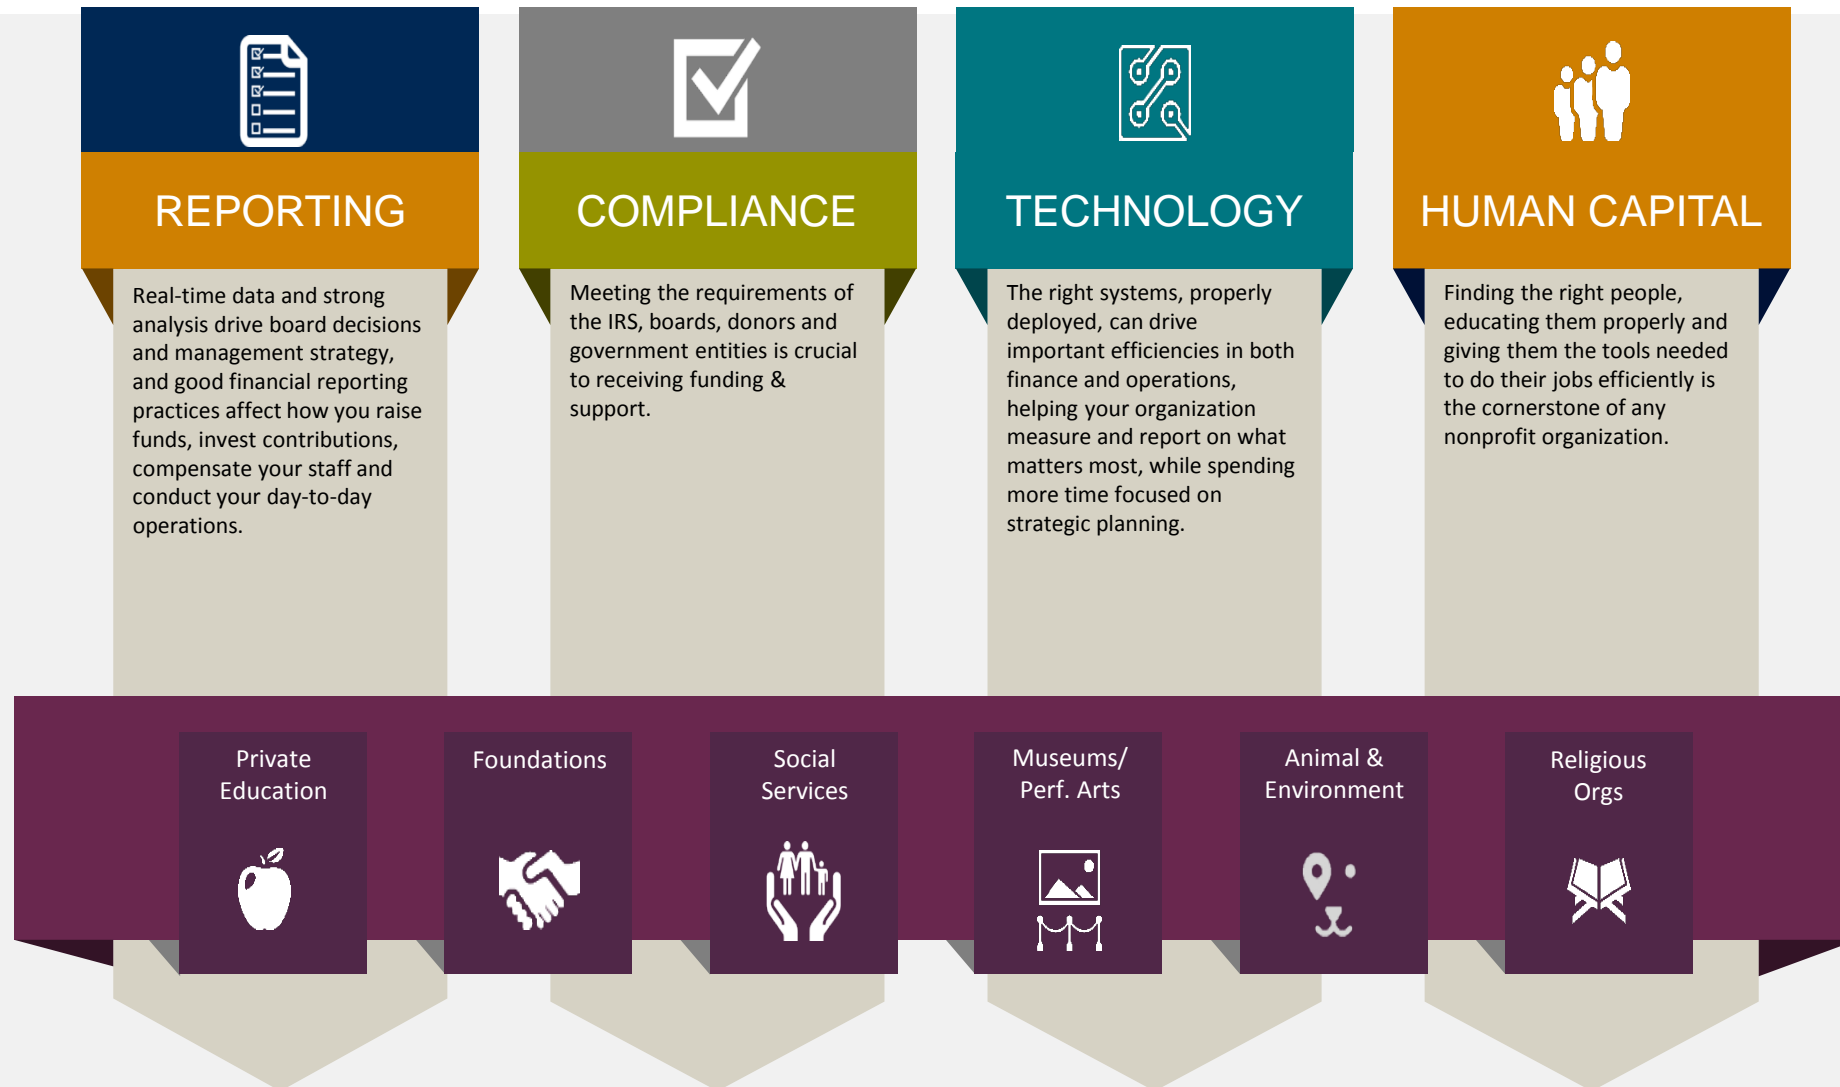 REPORTING
Real-time data and strong
analysis drive board decisions
and management strategy,
and good financial reporting
practices affect how you raise
funds, invest contributions,
compensate your staff and
conduct your day-to-day
operations.
COMPLIANCE
Meeting the requirements of
the IRS, boards, donors and
government entities is crucial
to receiving funding &
support.
TECHNOLOGY
The right systems, properly
deployed, can drive
important efficiencies in both
finance and operations,
helping your organization
measure and report on what
matters most, while spending
more time focused on
strategic planning.
HUMAN CAPITAL
Finding the right people,
educating them properly and
giving them the tools needed
to do their jobs efficiently is
the cornerstone of any
nonprofit organization.
Private
Education
Foundations
Social
Services
Museums/
Perf. Arts
Animal &
Environment
Religious
Orgs